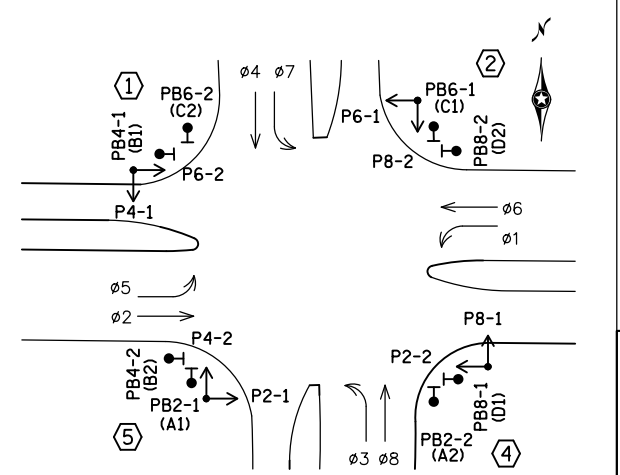 N
ø4
ø7
1
PB6-2
(C2)
PB4-1
(B1)
P6-2
P4-1
2
PB6-1
(C1)
P6-1
PB8-2
(D2)
P8-2
ø6
ø1
ø5
ø2
P8-1
P4-2
PB4-2
(B2)
P2-1
PB2-1
(A1)
5
P2-2
PB8-1
(D1)
PB2-2
(A2)
4
ø3
ø8